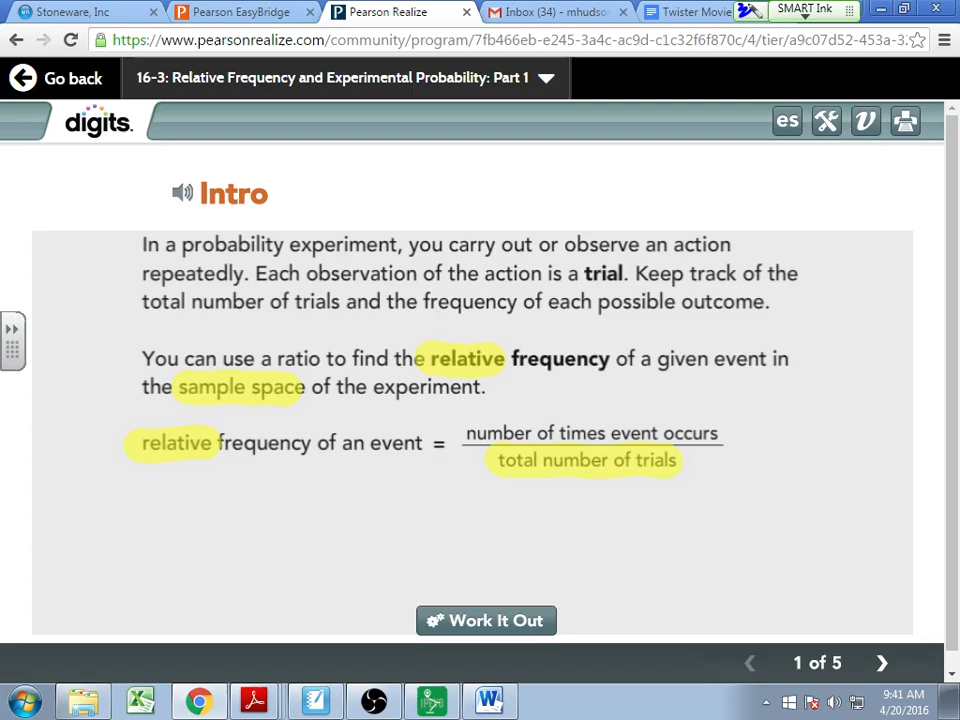 Stoneware, Inc
Pearson EasyBridge
Pearson Realize
Inbox (34) - mhudso
Twister Movie
SMART Ink
https://www.pearsonrealize.com/community/program/7fb466eb-e245-3a4c-ac9d-c1c32f6f870c/4/tier/a9c07d52-453a-3
Go back
16-3: Relative Frequency and Experimental Probability: Part 1
digits.
es
Intro
In a probability experiment, you carry out or observe an action
repeatedly. Each observation of the action is a trial. Keep track of the
total number of trials and the frequency of each possible outcome.
You can use a ratio to find the relative frequency of a given event in
the sample space of the experiment.
relative frequency of an event = number of times event occurs
total number of trials
Work It Out
1 of 5
9:41 AM
4/20/2016